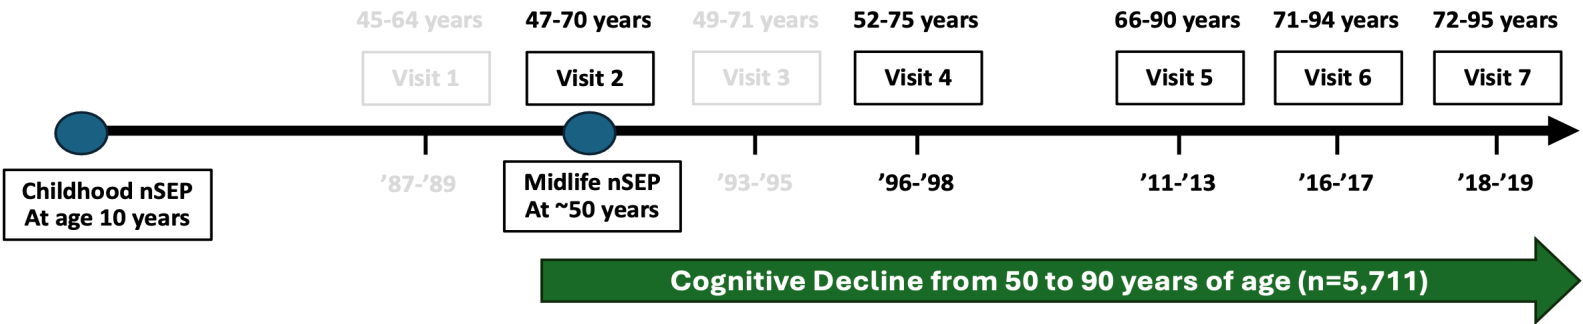 45-64 years
47-70 years
49-71 years
52-75 years
66-90 years
71-94 years
72-95 years
Visit 1
Visit 2
Visit 3
Visit 4
Visit 5
Visit 6
Visit 7
Childhood nSEP
At age 10 years
’87-’89
Midlife nSEP
At ~50 years
’93-’95
’96-’98
’11-’13
’16-’17
’18-’19
Cognitive Decline from 50 to 90 years of age (n=5,711)